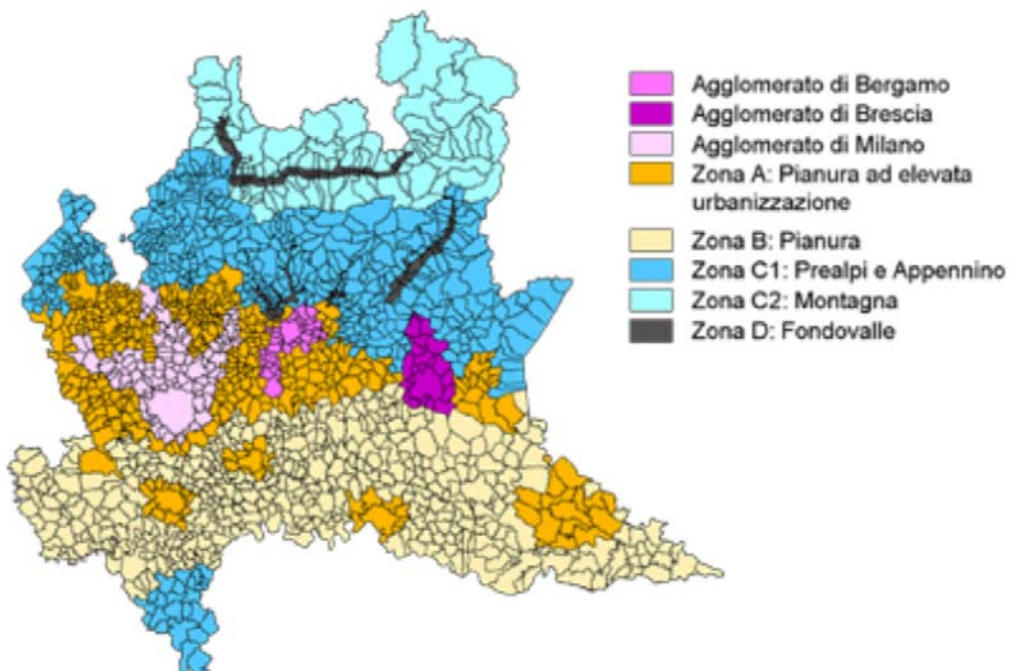 Agglomerato di Bergamo
Agglomerato di Brescia
Agglomerato di Milano
Zona A: Pianura ad elevata
urbanizzazione
Zona B: Pianura
Zona C1: Prealpi e Appennino
Zona C2: Montagna
Zona D: Fondovalle